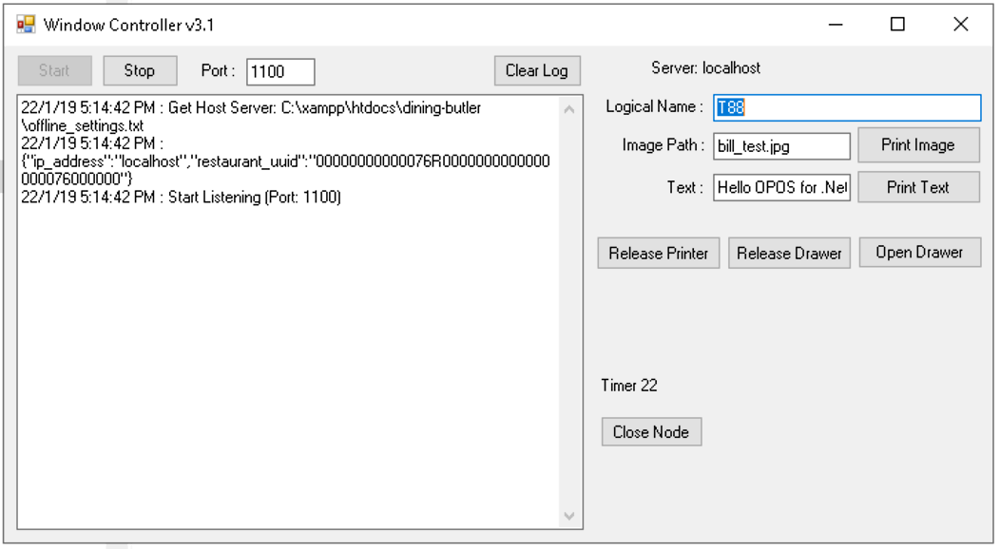 Window Controller v3.1
Start
Stop
Port :
1100
Clear Log
Server: localhost
22/1/19 5:14:42 PM : Get Host Server: C:\xampp\htdocs\dining-butler
\offline_settings.txt
22/1/19 5:14:42 PM :
{"ip_address":"localhost","restaurant_uuid":"00000000000076R0000000000000
000076000000"}
22/1/19 5:14:42 PM : Start Listening (Port: 1100)
Logical Name :
T88
Image Path :
bill_test.jpg
Print Image
Text :
Hello OPOS for .Net
Print Text
Release Printer
Release Drawer
Open Drawer
Timer 22
Close Node